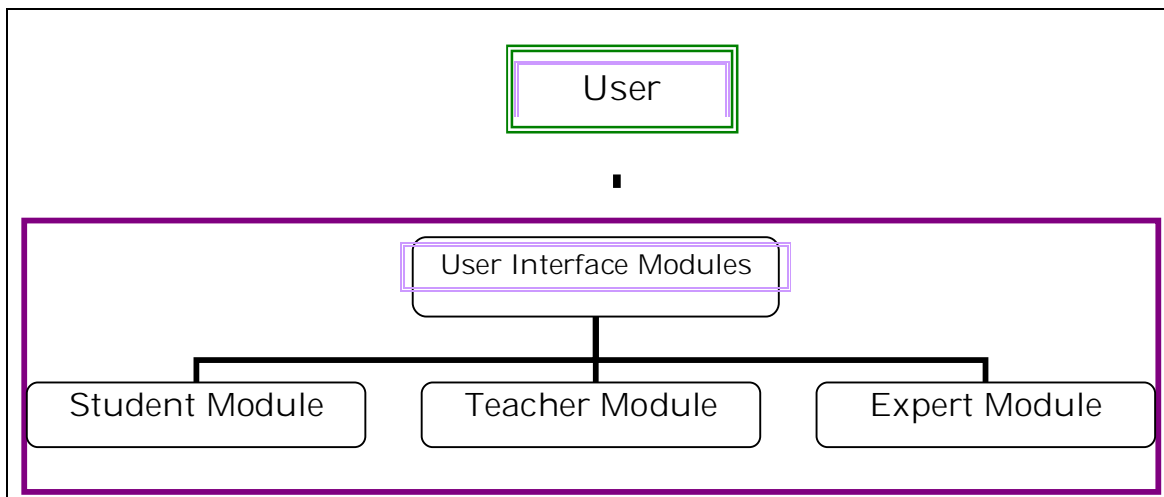 User
User Interface Modules
Student Module
Teacher Module
Expert Module